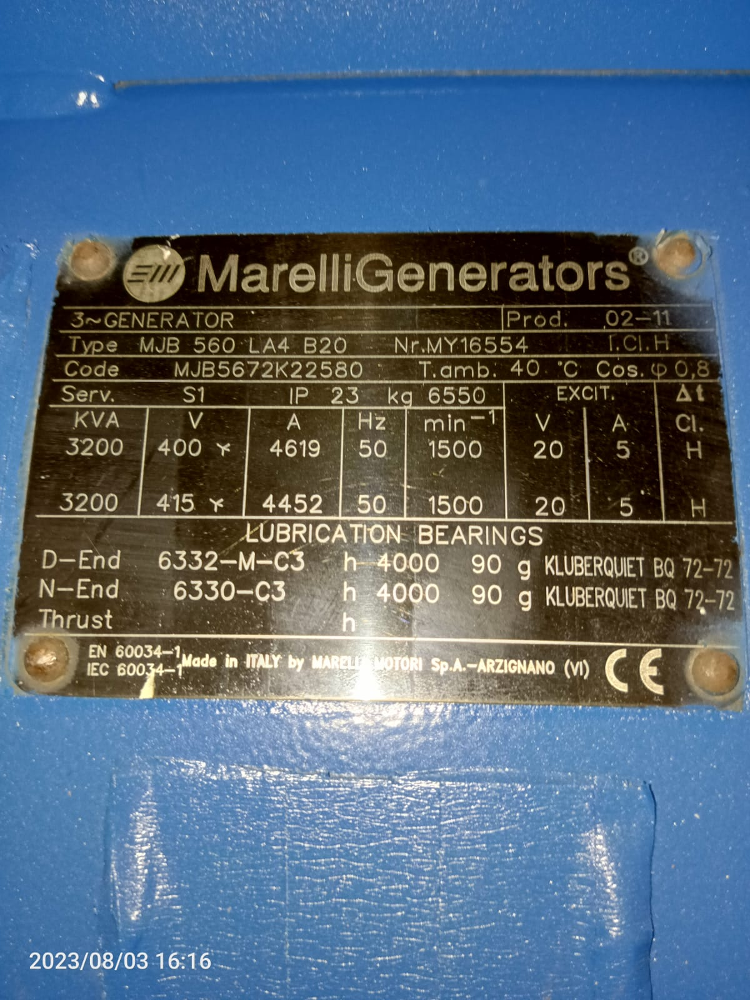 MarelliGenerators®
3~GENERATOR Prod. 02-11
Type MJB 560 LA4 B20 Nr.MY16554 I.Cl.H
Code MJB5672K22580 T.amb. 40 °C Cos.φ 0,8
Serv. S1 IP 23 kg 6550 EXCIT. Δt
KVA V A Hz min⁻¹ V A Cl.
3200 400 Y 4619 50 1500 20 5 H
3200 415 Y 4452 50 1500 20 5 H
LUBRICATION BEARINGS
D-End 6332-M-C3 h 4000 90 g KLUBERQUIET BQ 72-72
N-End 6330-C3 h 4000 90 g KLUBERQUIET BQ 72-72
Thrust h
EN 60034-1
IEC 60034-1
Made in ITALY by MARELLI MOTORI Sp.A.-ARZIGNANO (VI) CE
2023/08/03 16:16